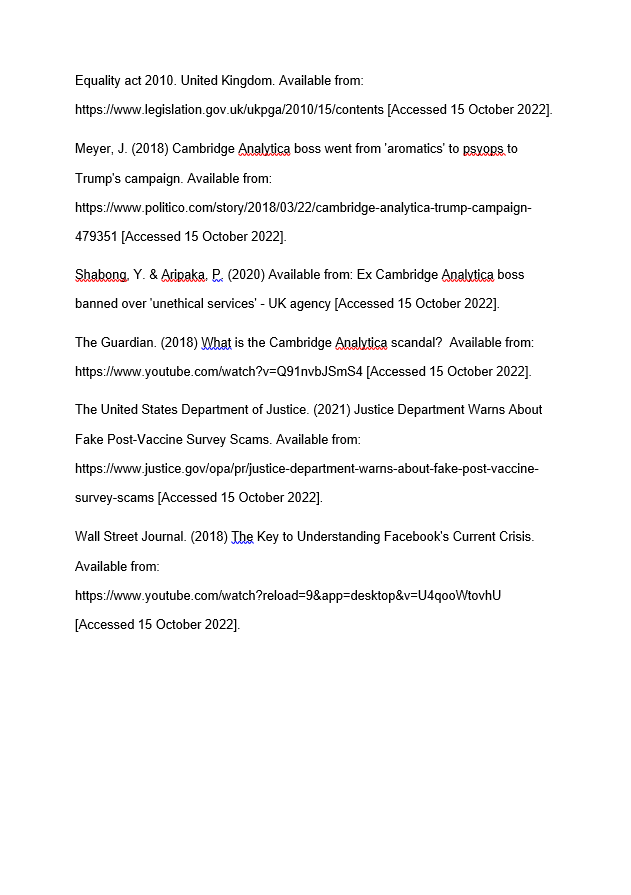 Equality act 2010. United Kingdom. Available from:
https://www.legislation.gov.uk/ukpga/2010/15/contents [Accessed 15 October 2022].
Meyer, J. (2018) Cambridge Analytica boss went from 'aromatics' to psyops to
Trump's campaign. Available from:
https://www.politico.com/story/2018/03/22/cambridge-analytica-trump-campaign-
479351 [Accessed 15 October 2022].
Shabong, Y. & Aripaka, P. (2020) Available from: Ex Cambridge Analytica boss
banned over 'unethical services' - UK agency [Accessed 15 October 2022].
The Guardian. (2018) What is the Cambridge Analytica scandal?  Available from:
https://www.youtube.com/watch?v=Q91nvbJSmS4 [Accessed 15 October 2022].
The United States Department of Justice. (2021) Justice Department Warns About
Fake Post-Vaccine Survey Scams. Available from:
https://www.justice.gov/opa/pr/justice-department-warns-about-fake-post-vaccine-
survey-scams [Accessed 15 October 2022].
Wall Street Journal. (2018) The Key to Understanding Facebook's Current Crisis.
Available from:
https://www.youtube.com/watch?reload=9&app=desktop&v=U4qooWtovhU
[Accessed 15 October 2022].